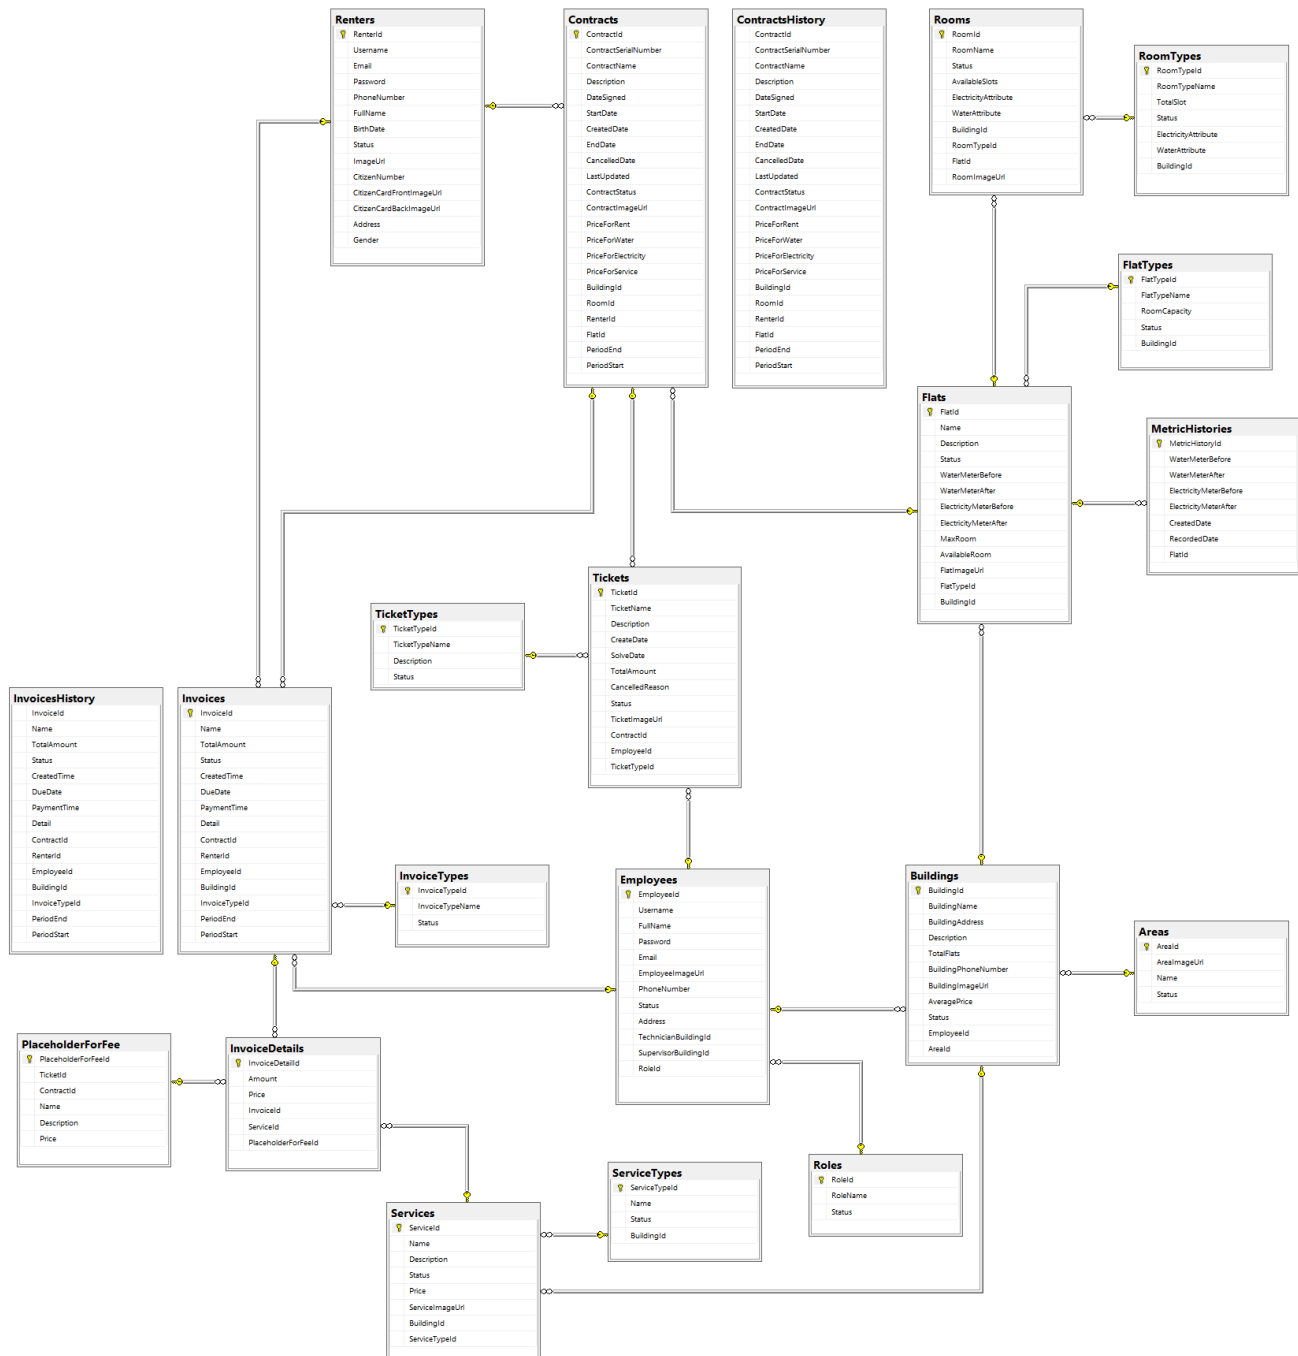 Renters
RenterId
Username
Email
Password
PhoneNumber
FullName
BirthDate
Status
ImageUrl
CitizenNumber
CitizenCardFrontImageUrl
CitizenCardBackImageUrl
Address
Gender
Contracts
ContractId
ContractSerialNumber
ContractName
Description
DateSigned
StartDate
CreatedDate
EndDate
CancelledDate
LastUpdated
ContractStatus
ContractImageUrl
PriceForRent
PriceForWater
PriceForElectricity
PriceForService
BuildingId
RoomId
RenterId
FlatId
PeriodEnd
PeriodStart
ContractsHistory
ContractId
ContractSerialNumber
ContractName
Description
DateSigned
StartDate
CreatedDate
EndDate
CancelledDate
LastUpdated
ContractStatus
ContractImageUrl
PriceForRent
PriceForWater
PriceForElectricity
PriceForService
BuildingId
RoomId
RenterId
FlatId
PeriodEnd
PeriodStart
Rooms
RoomId
RoomName
Status
AvailableSlots
ElectricityAttribute
WaterAttribute
BuildingId
RoomTypeId
FlatId
RoomImageUrl
RoomTypes
RoomTypeId
RoomTypeName
TotalSlot
Status
ElectricityAttribute
WaterAttribute
BuildingId
FlatTypes
FlatTypeId
FlatTypeName
RoomCapacity
Status
BuildingId
Flats
FlatId
Name
Description
Status
WaterMeterBefore
WaterMeterAfter
ElectricityMeterBefore
ElectricityMeterAfter
MaxRoom
AvailableRoom
FlatImageUrl
FlatTypeId
BuildingId
MetricHistories
MetricHistoryId
WaterMeterBefore
WaterMeterAfter
ElectricityMeterBefore
ElectricityMeterAfter
CreatedDate
RecordedDate
FlatId
Tickets
TicketId
TicketName
Description
CreateDate
SolveDate
TotalAmount
CancelledReason
Status
TicketImageUrl
ContractId
EmployeeId
TicketTypeId
TicketTypes
TicketTypeId
TicketTypeName
Description
Status
InvoicesHistory
InvoiceId
Name
TotalAmount
Status
CreatedTime
DueDate
PaymentTime
Detail
ContractId
RenterId
EmployeeId
BuildingId
InvoiceTypeId
PeriodEnd
PeriodStart
Invoices
InvoiceId
Name
TotalAmount
Status
CreatedTime
DueDate
PaymentTime
Detail
ContractId
RenterId
EmployeeId
BuildingId
InvoiceTypeId
PeriodEnd
PeriodStart
InvoiceTypes
InvoiceTypeId
InvoiceTypeName
Status
Employees
EmployeeId
Username
FullName
Password
Email
EmployeeImageUrl
PhoneNumber
Status
Address
TechnicianBuildingId
SupervisorBuildingId
RoleId
Buildings
BuildingId
BuildingName
BuildingAddress
Description
TotalFlats
BuildingPhoneNumber
BuildingImageUrl
AveragePrice
Status
EmployeeId
AreaId
Areas
AreaId
AreaImageUrl
Name
Status
PlaceholderForFee
PlaceholderForFeeId
TicketId
ContractId
Name
Description
Price
InvoiceDetails
InvoiceDetailId
Amount
Price
InvoiceId
ServiceId
PlaceholderForFeeId
Roles
RoleId
RoleName
Status
ServiceTypes
ServiceTypeId
Name
Status
BuildingId
Services
ServiceId
Name
Description
Status
Price
ServiceImageUrl
BuildingId
ServiceTypeId